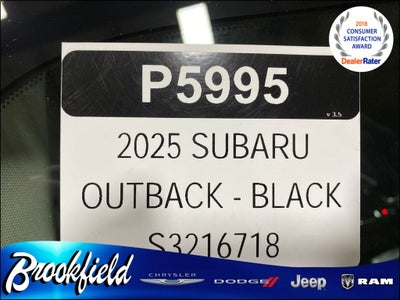 2018
CONSUMER
SATISFACTION
AWARD
DealerRater
P5995
v 3.5
2025 SUBARU
OUTBACK - BLACK
S3216718
Brookfield
CHRYSLER
DODGE
Jeep
RAM